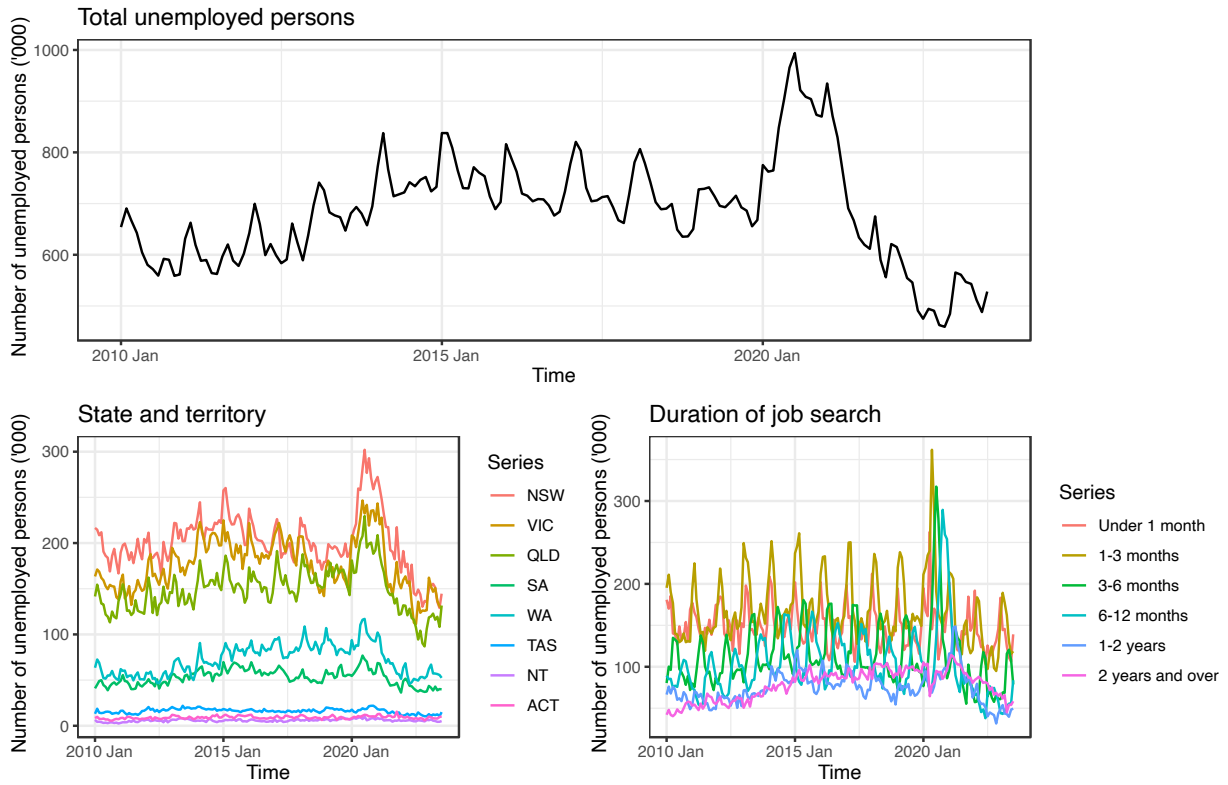 Total unemployed persons
Number of unemployed persons ('000)
1000
800
600
2010 Jan
2015 Jan
2020 Jan
Time
State and territory
Number of unemployed persons ('000)
300
200
100
0
2010 Jan
2015 Jan
2020 Jan
Time
Series
NSW
VIC
QLD
SA
WA
TAS
NT
ACT
Duration of job search
Number of unemployed persons ('000)
300
200
100
2010 Jan
2015 Jan
2020 Jan
Time
Series
Under 1 month
1-3 months
3-6 months
6-12 months
1-2 years
2 years and over